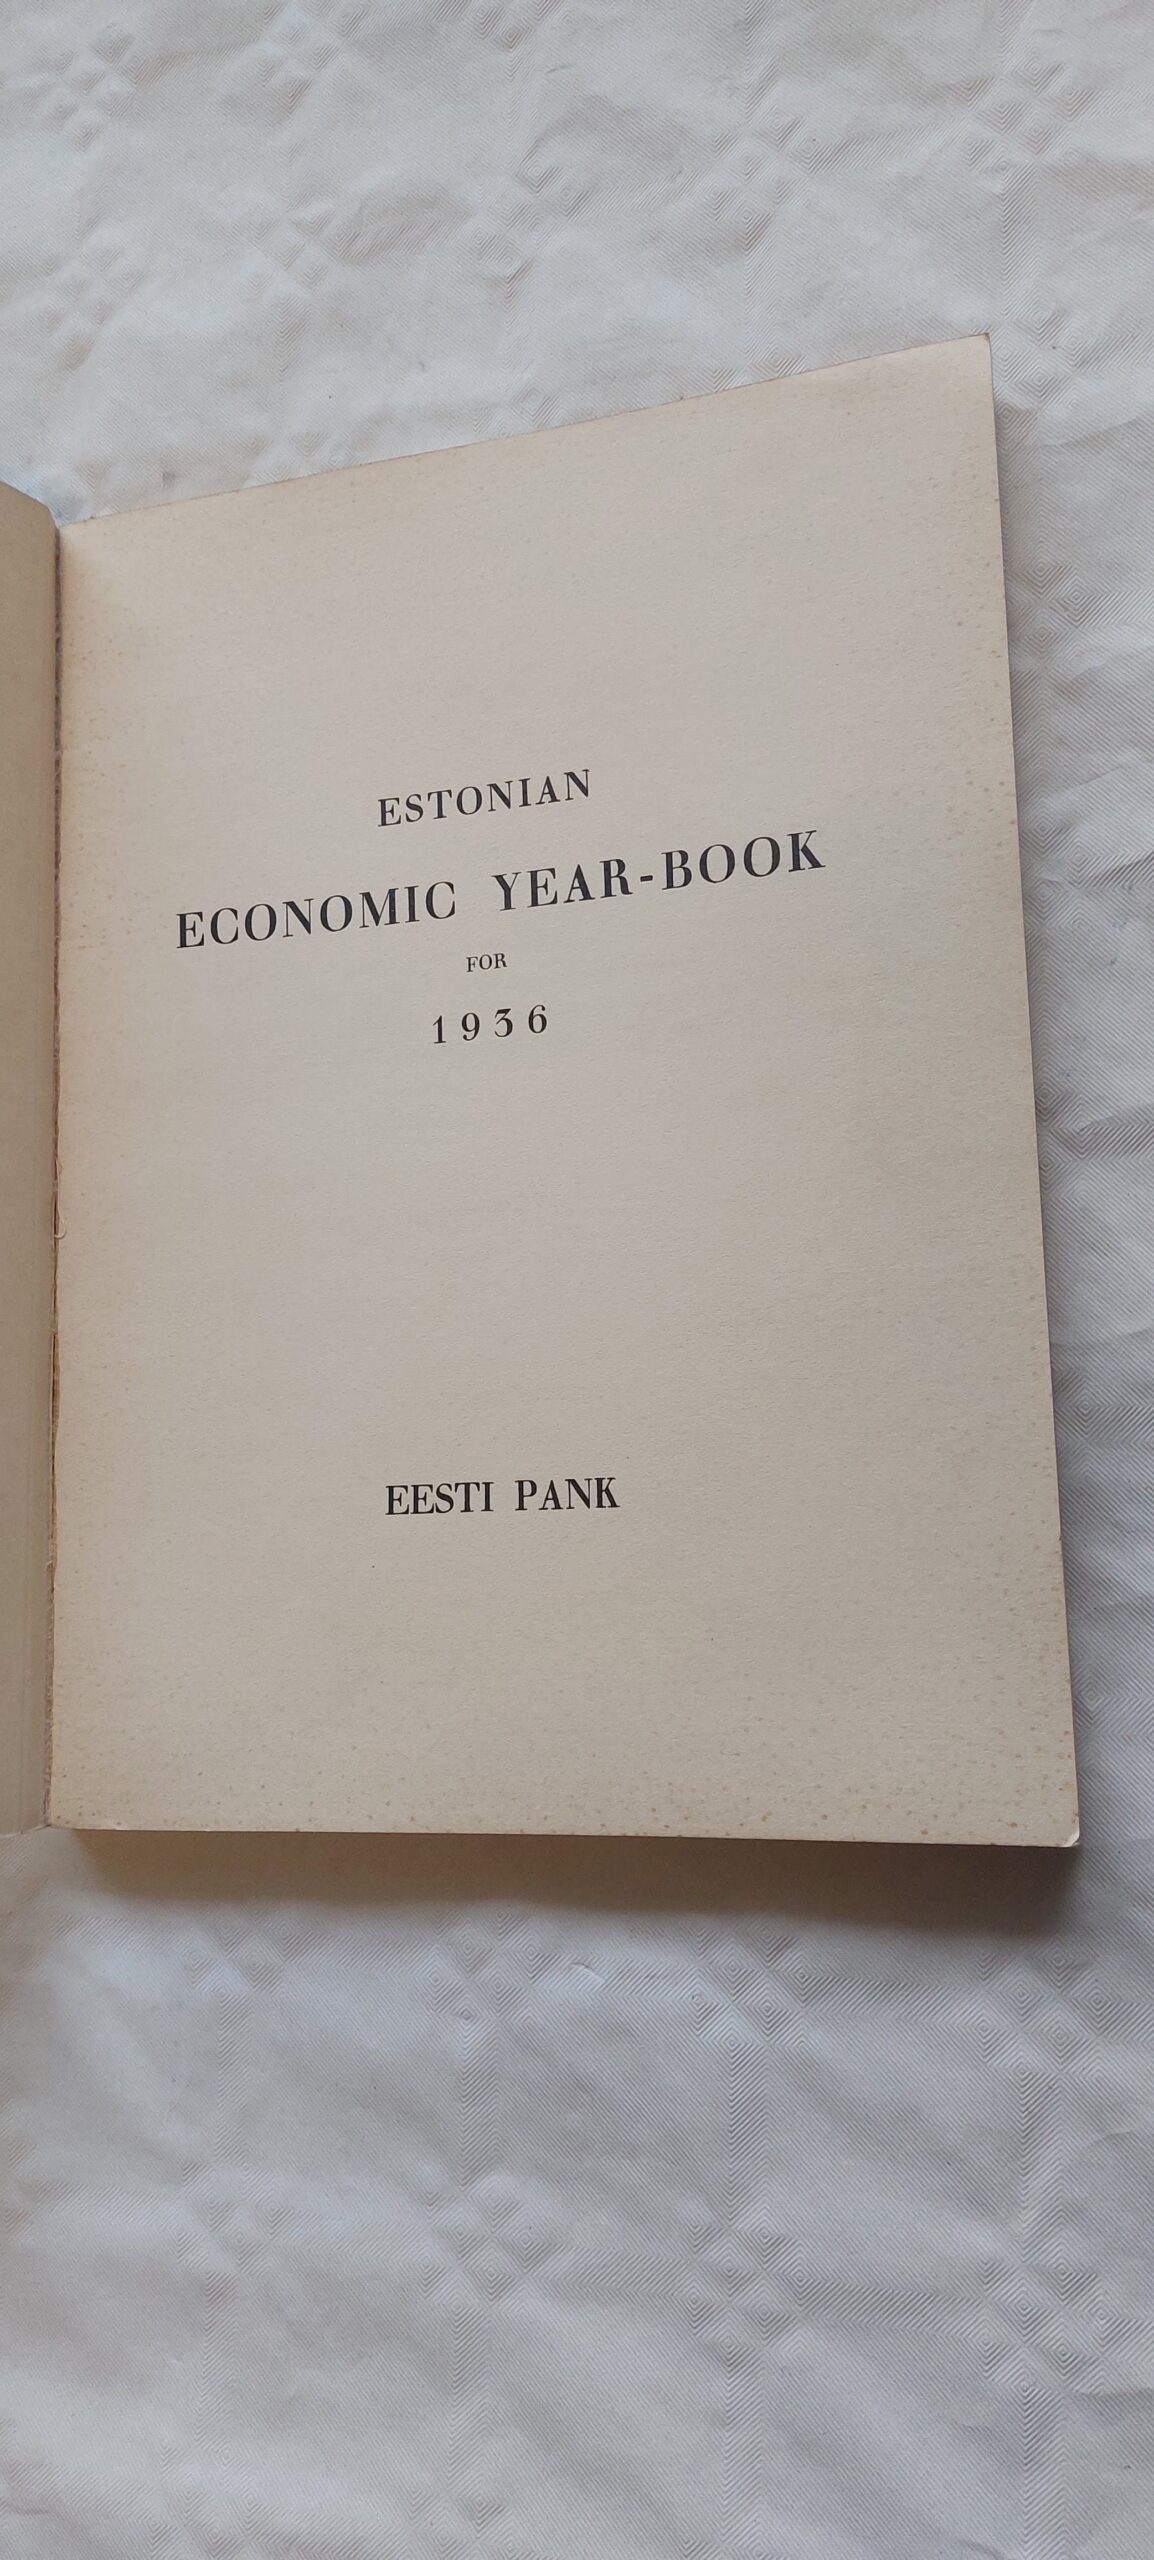 ESTONIAN
ECONOMIC YEAR-BOOK
FOR
1936
EESTI PANK